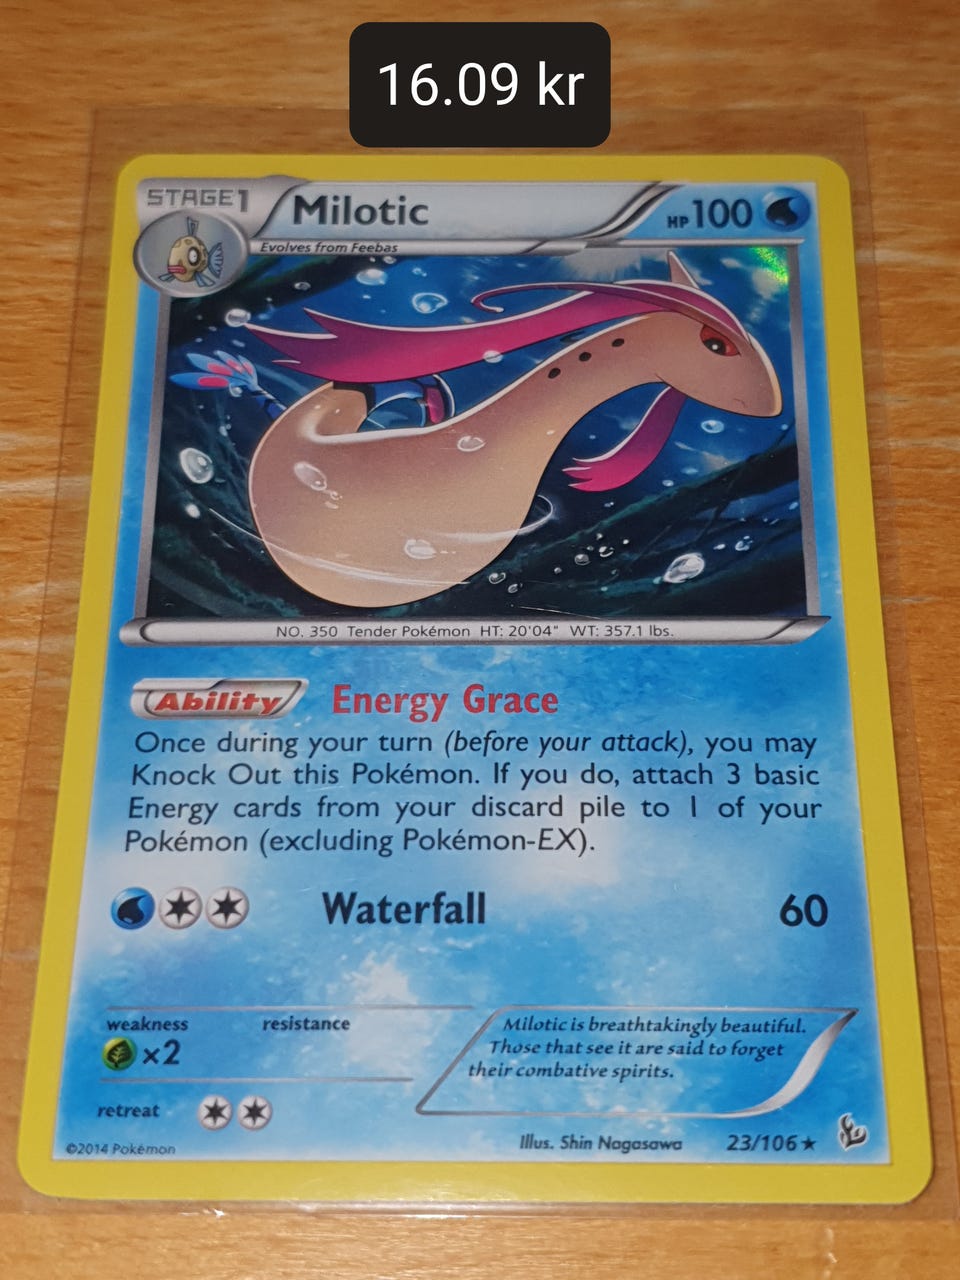 16.09 kr
STAGE1
Milotic
HP100
Evolves from Feebas
NO. 350 Tender Pokémon HT: 20'04" WT: 357.1 lbs.
Ability Energy Grace
Once during your turn (before your attack), you may
Knock Out this Pokémon. If you do, attach 3 basic
Energy cards from your discard pile to 1 of your
Pokémon (excluding Pokémon-EX).
Waterfall 60
weakness resistance
×2
Milotic is breathtakingly beautiful.
Those that see it are said to forget
their combative spirits.
retreat
©2014 Pokémon
Illus. Shin Nagasawa 23/106★